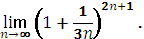 lim_{n→∞} (1 + 1/(3n))^{2n+1} .